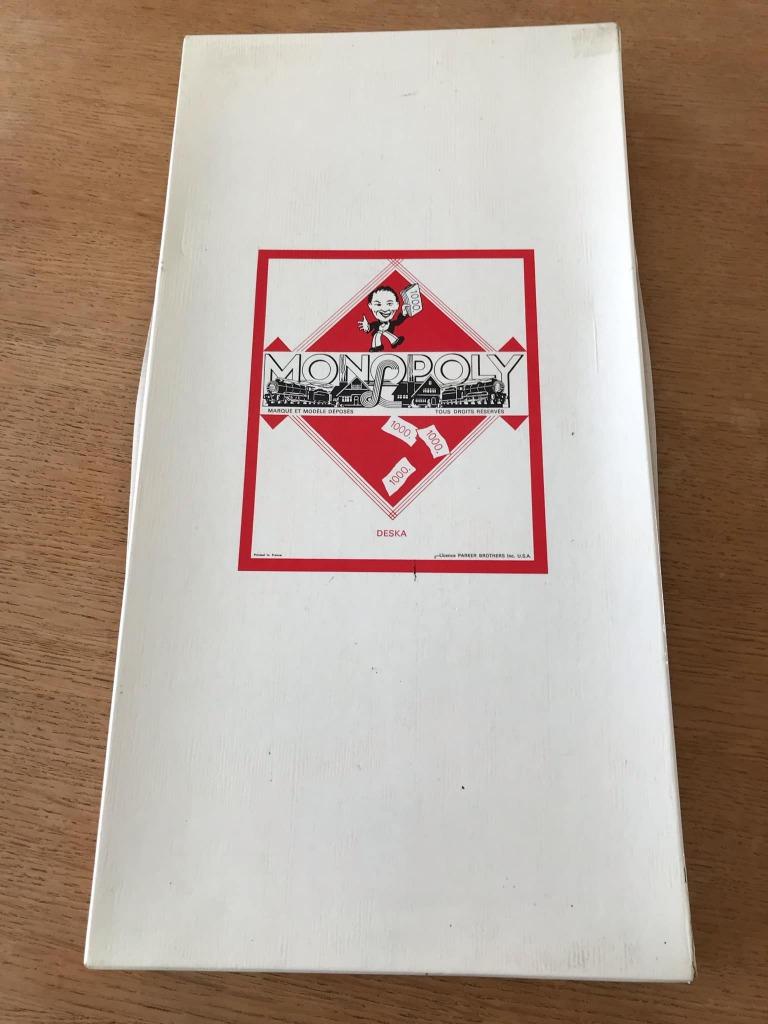 1000.
MONOPOLY
MARQUE ET MODÈLE DÉPOSÉS TOUS DROITS RÉSERVÉS
1000.
1000.
1000.
DESKA
Printed in France Licence PARKER BROTHERS Inc. U.S.A.